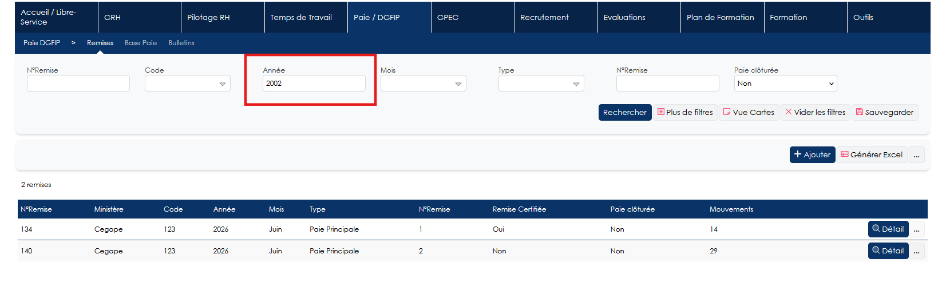 Accueil / Libre-Service CRH Pilotage RH Temps de Travail Paie / DGFIP GPEC Recrutement Evaluations Plan de Formation Formation Outils
Paie DGFIP > Remises Base Paie Bulletins
N°Remise Code Année Mois Type N°Remise Paie clôturée
2002 Non
Rechercher Plus de filtres Vue Cartes Vider les filtres Sauvegarder
+ Ajouter Générer Excel ...
2 remises
N°Remise Ministère Code Année Mois Type N°Remise Remise Certifiée Paie clôturée Mouvements
134 Cegape 123 2026 Juin Paie Principale 1 Oui Non 14 Détail ...
140 Cegape 123 2026 Juin Paie Principale 2 Non Non 29 Détail ...